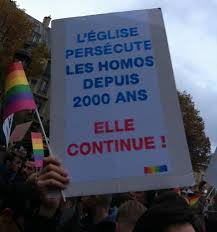 L'ÉGLISE
PERSÉCUTE
LES HOMOS
DEPUIS
2000 ANS
ELLE
CONTINUE !